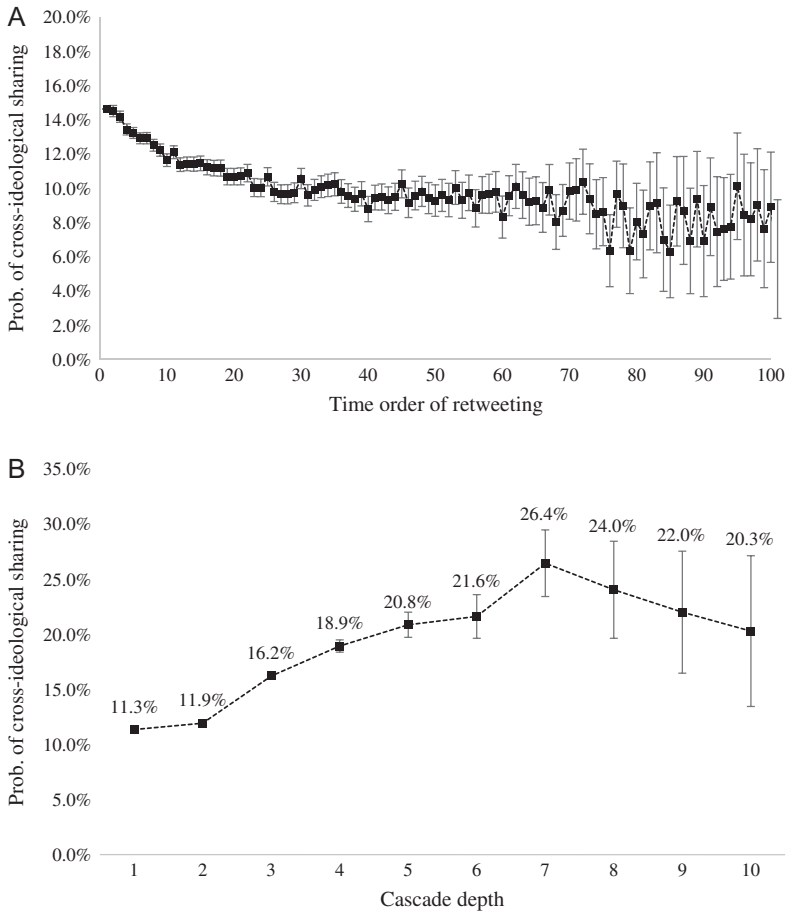 A
20.0%
18.0%
16.0%
14.0%
12.0%
10.0%
8.0%
6.0%
4.0%
2.0%
0.0%
Prob. of cross-ideological sharing
0 10 20 30 40 50 60 70 80 90 100
Time order of retweeting
B
35.0%
30.0%
25.0%
20.0%
15.0%
10.0%
5.0%
0.0%
Prob. of cross-ideological sharing
11.3% 11.9% 16.2% 18.9% 20.8% 21.6% 26.4% 24.0% 22.0% 20.3%
1 2 3 4 5 6 7 8 9 10
Cascade depth